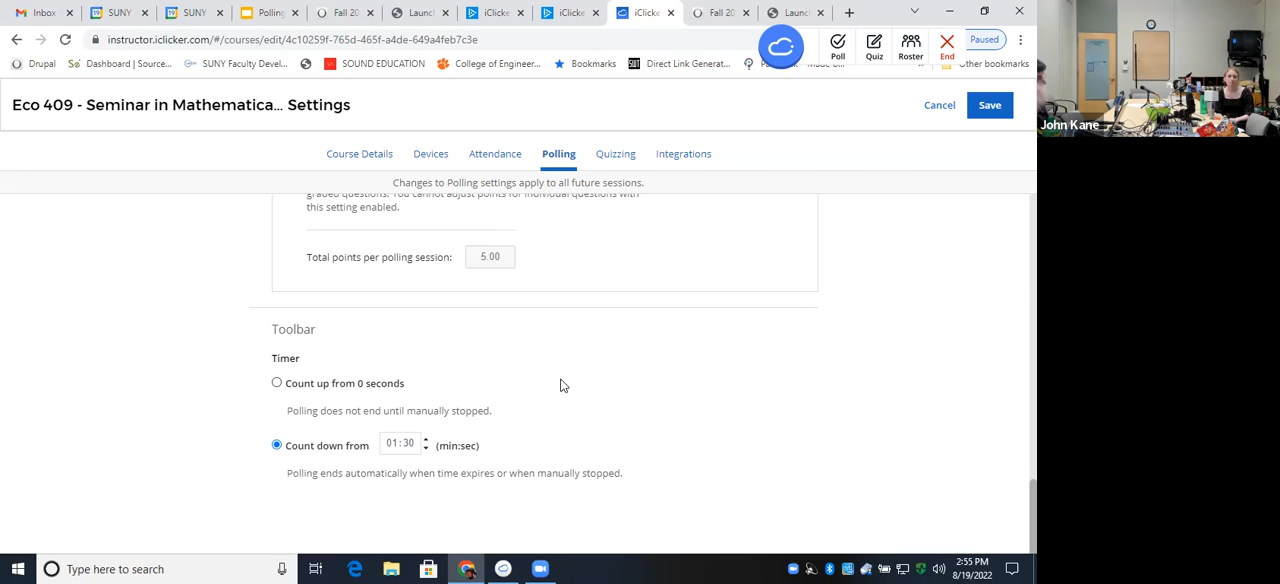 Inbox
SUNY
SUNY
Polling
Fall 20
Launch
iClicke
iClicke
iClicke
Fall 20
Launch
instructor.iclicker.com/#/courses/edit/4c10259f-765d-465f-a4de-649a4feb7c3e
Poll
Quiz
Roster
End
Paused
Drupal
Dashboard | Source...
SUNY Faculty Devel...
SOUND EDUCATION
College of Engineer...
Bookmarks
Direct Link Generat...
Other bookmarks
Eco 409 - Seminar in Mathematica... Settings
Cancel
Save
John Kane
Course Details
Devices
Attendance
Polling
Quizzing
Integrations
Changes to Polling settings apply to all future sessions.
graded questions. You cannot adjust points for individual questions with
this setting enabled.
Total points per polling session: 5.00
Toolbar
Timer
Count up from 0 seconds
Polling does not end until manually stopped.
Count down from 01:30 (min:sec)
Polling ends automatically when time expires or when manually stopped.
Type here to search
2:55 PM
8/19/2022